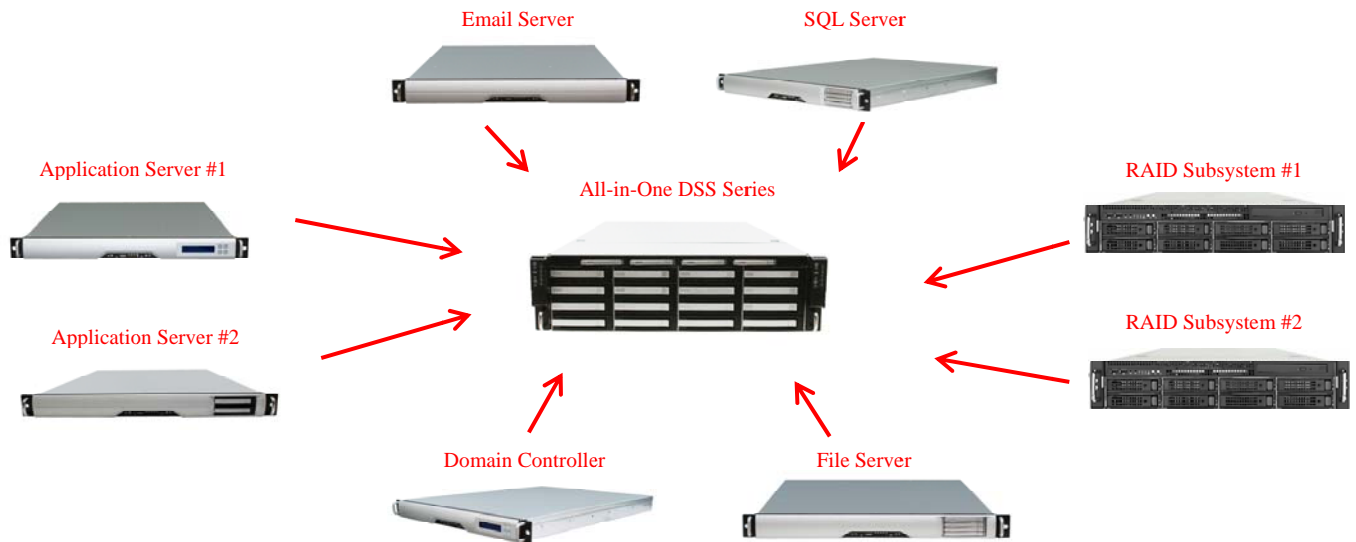 Email Server
SQL Server
Application Server #1
All-in-One DSS Series
RAID Subsystem #1
Application Server #2
RAID Subsystem #2
Domain Controller
File Server